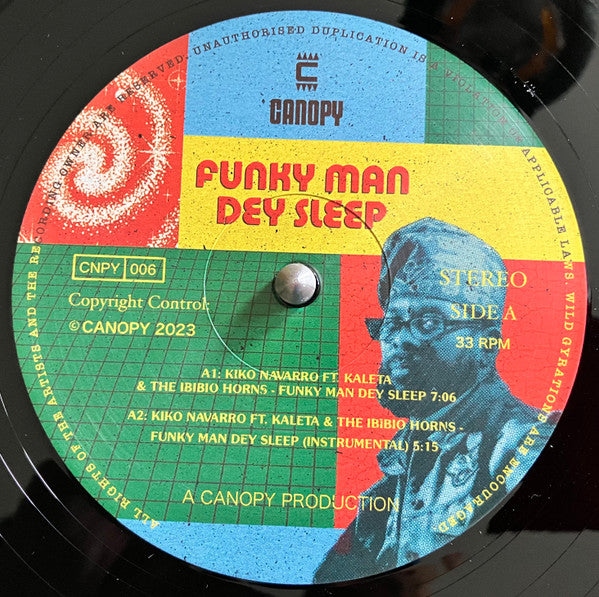 ALL RIGHTS OF THE ARTISTS AND THE RECORDING OWNER ARE RESERVED. UNAUTHORISED DUPLICATION IS A VIOLATION OF APPLICABLE LAWS. WILD GYRATIONS ARE ENCOURAGED.
C
CANOPY
FUNKY MAN
DEY SLEEP
CNPY 006
STEREO
Copyright Control:
SIDE A
© CANOPY 2023
33 RPM
A1: KIKO NAVARRO FT. KALETA
& THE IBIBIO HORNS - FUNKY MAN DEY SLEEP 7:06
A2: KIKO NAVARRO FT. KALETA & THE IBIBIO HORNS -
FUNKY MAN DEY SLEEP (INSTRUMENTAL) 5:15
A CANOPY PRODUCTION